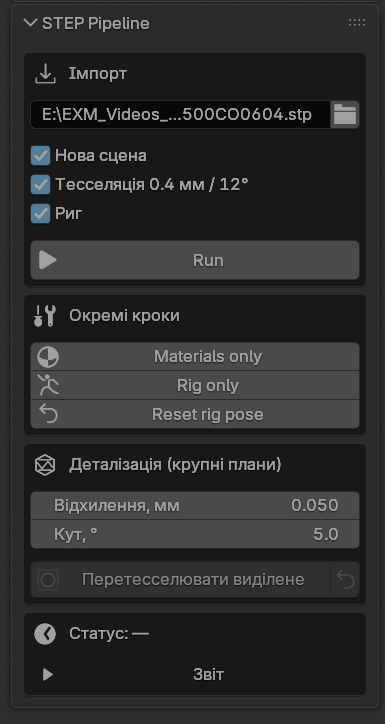 STEP Pipeline
Імпорт
E:\EXM_Videos_...500CO0604.stp
Нова сцена
Тесселяція 0.4 мм / 12°
Риг
Run
Окремі кроки
Materials only
Rig only
Reset rig pose
Деталізація (крупні плани)
Відхилення, мм 0.050
Кут, ° 5.0
Перетесселювати виділене
Статус: —
Звіт